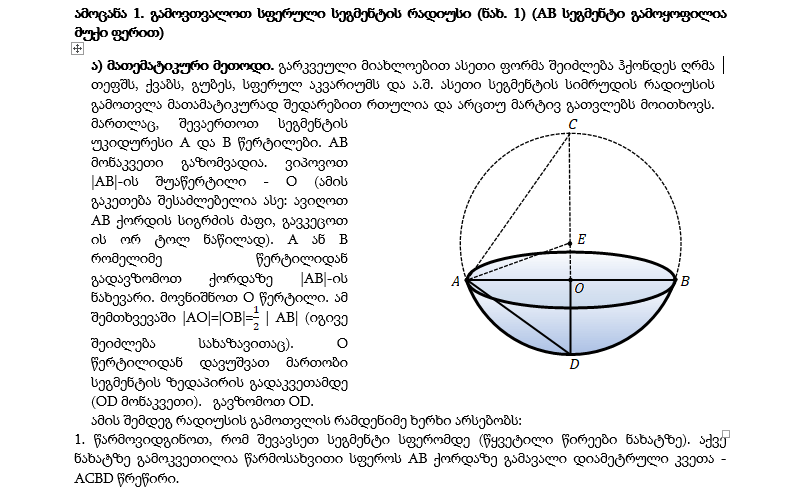 ამოცანა 1. გამოვთვალოთ სფერული სეგმენტის რადიუსი (ნახ. 1) (AB სეგმენტი გამოყოფილია
მუქი ფერით)
ა) მათემატიკური მეთოდი. გარკვეული მიახლოებით ასეთი ფორმა შეიძლება ჰქონდეს ღრმა
თეფშს, ქვაბს, გუბეს, სფერულ აკვარიუმს და ა.შ. ასეთი სეგმენტის სიმრუდის რადიუსის
გამოთვლა მათამატიკურად შედარებით რთულია და არცთუ მარტივ გათვლებს მოითხოვს.
მართლაც, შევაერთოთ სეგმენტის
უკიდურესი A და B წერტილები. AB
მონაკვეთი გაზომვადია. ვიპოვოთ
|AB|-ის შუაწერტილი - O (ამის
გაკეთება შესაძლებელია ასე: ავიღოთ
AB ქორდის სიგრძის ძაფი, გავკეცოთ
ის ორ ტოლ ნაწილად). A ან B
რომელიმე წერტილიდან
გადავზომოთ ქორდაზე |AB|-ის
ნახევარი. მოვნიშნოთ O წერტილი. ამ
შემთხვევაში |AO|=|OB|=1/2 | AB| (იგივე
შეიძლება სახაზავითაც). O
წერტილიდან დავუშვათ მართობი
სეგმენტის ზედაპირის გადაკვეთამდე
(OD მონაკვეთი). გავზომოთ OD.
C
E
A
O
B
D
ამის შემდეგ რადიუსის გამოთვლის რამდენიმე ხერხი არსებობს:
1. წარმოვიდგინოთ, რომ შევავსეთ სეგმენტი სფერომდე (წყვეტილი წირეები ნახატზე). აქვე
ნახატზე გამოკვეთილია წარმოსახვითი სფეროს AB ქორდაზე გამავალი დიამეტრული კვეთა -
ACBD წრეწირი.